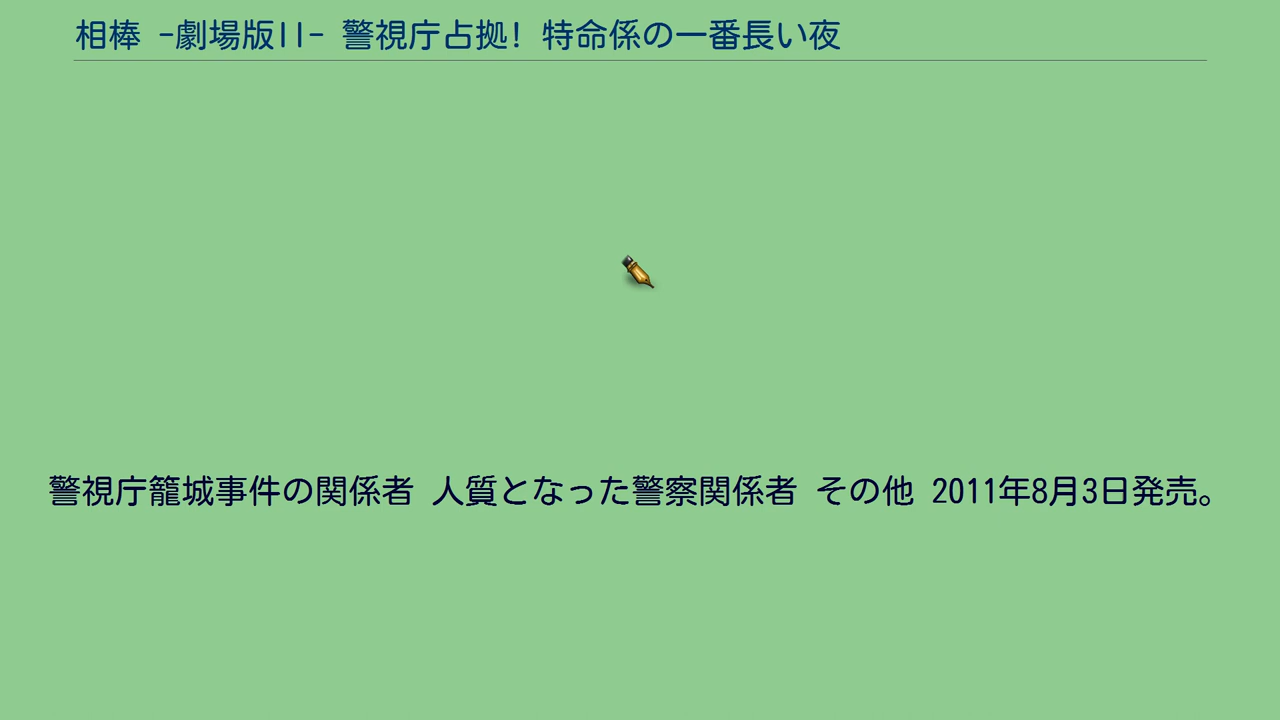 相棒 -劇場版II- 警視庁占拠! 特命係の一番長い夜
警視庁籠城事件の関係者 人質となった警察関係者 その他 2011年8月3日発売。